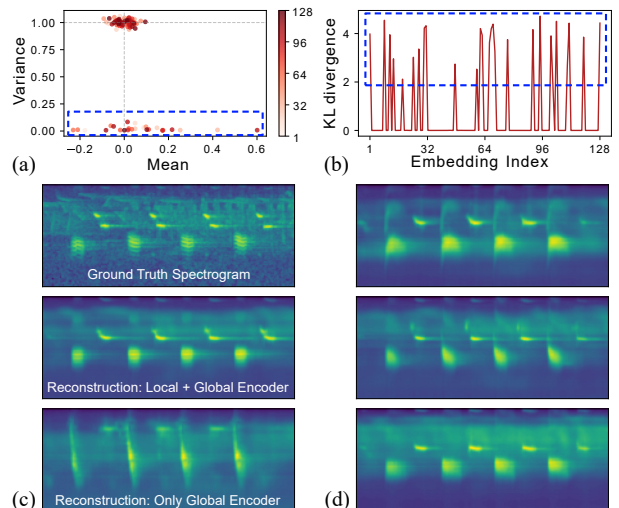 128
96
64
32
1
1.00
0.75
0.50
0.25
0.00
Variance
−0.2 0.0 0.2 0.4 0.6
(a) Mean
4
2
0
KL divergence
1 32 64 96 128
(b) Embedding Index
Ground Truth Spectrogram
Reconstruction: Local + Global Encoder
(c) Reconstruction: Only Global Encoder
(d)